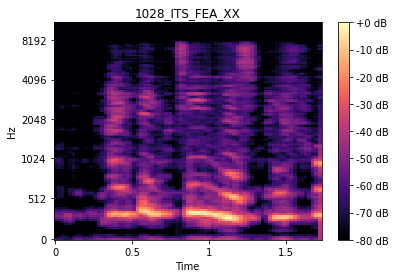 1028_ITS_FEA_XX
Hz
8192
4096
2048
1024
512
0
0
0.5
1
1.5
Time
+0 dB
-10 dB
-20 dB
-30 dB
-40 dB
-50 dB
-60 dB
-70 dB
-80 dB